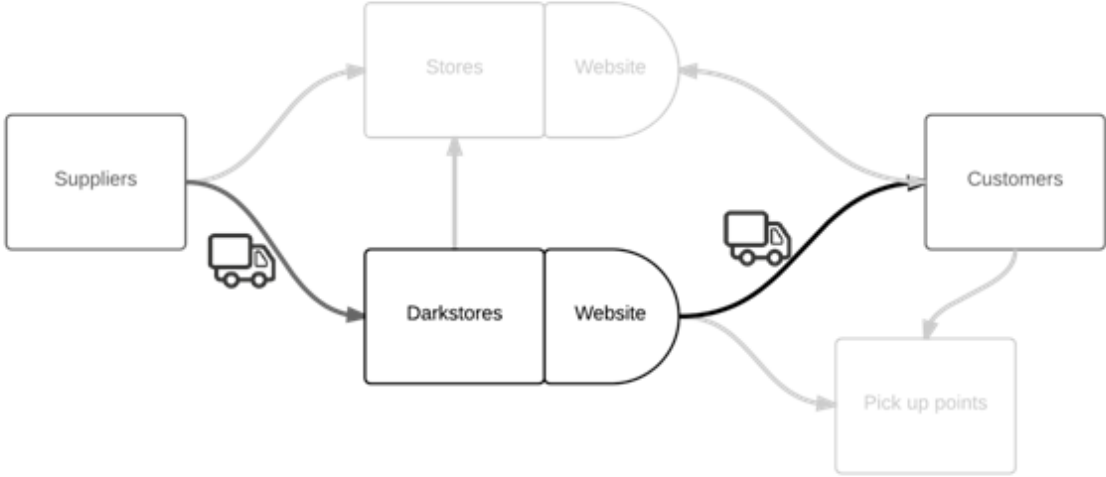 Stores
Website
Suppliers
Customers
Darkstores
Website
Pick up points